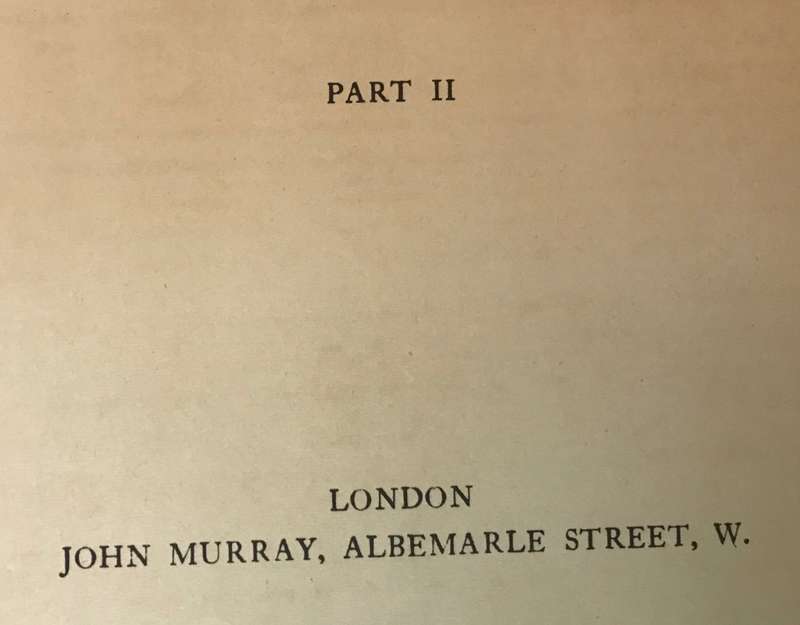 PART II
LONDON
JOHN MURRAY, ALBEMARLE STREET, W.